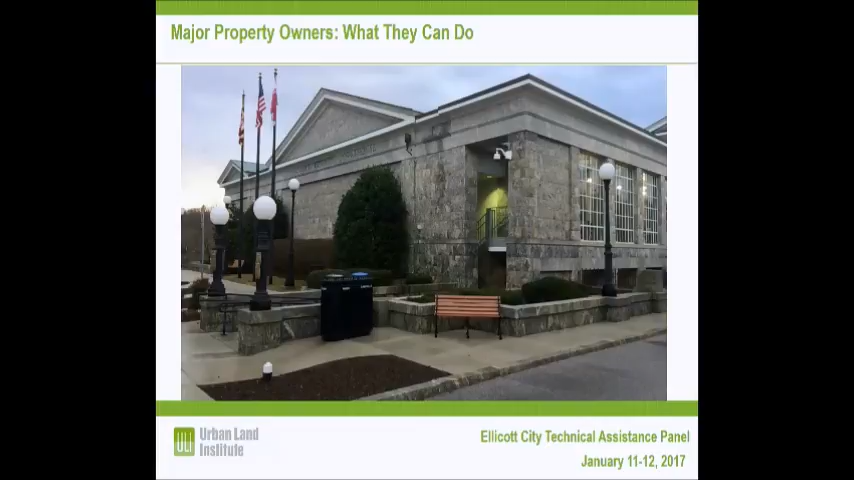 Major Property Owners: What They Can Do
ULI
Urban Land
Institute
Ellicott City Technical Assistance Panel
January 11-12, 2017